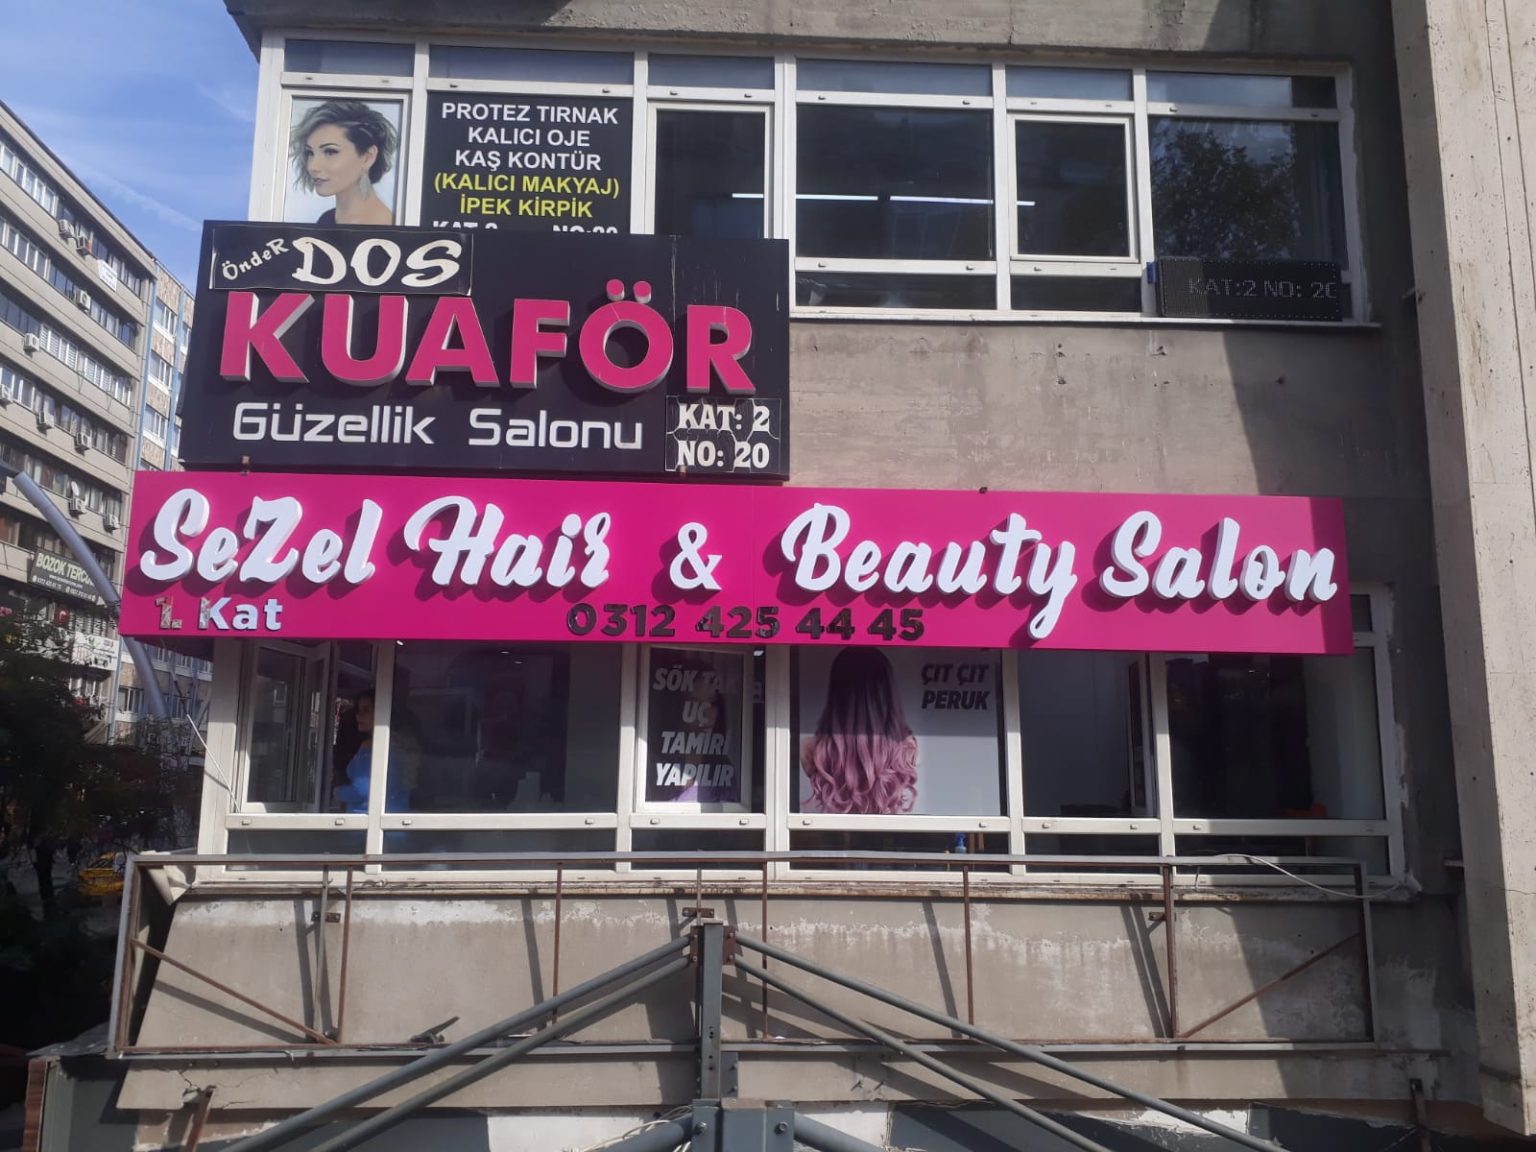 PROTEZ TIRNAK
KALICI OJE
KAŞ KONTÜR
(KALICI MAKYAJ)
İPEK KİRPİK
ÖndeR DOS
KUAFÖR
Güzellik Salonu
KAT: 2
NO: 20
KAT:2 NO: 20
SeZel Hair & Beauty Salon
1. Kat
0312 425 44 45
SÖK TAK
UÇ
TAMİRİ
YAPILIR
ÇIT ÇIT
PERUK